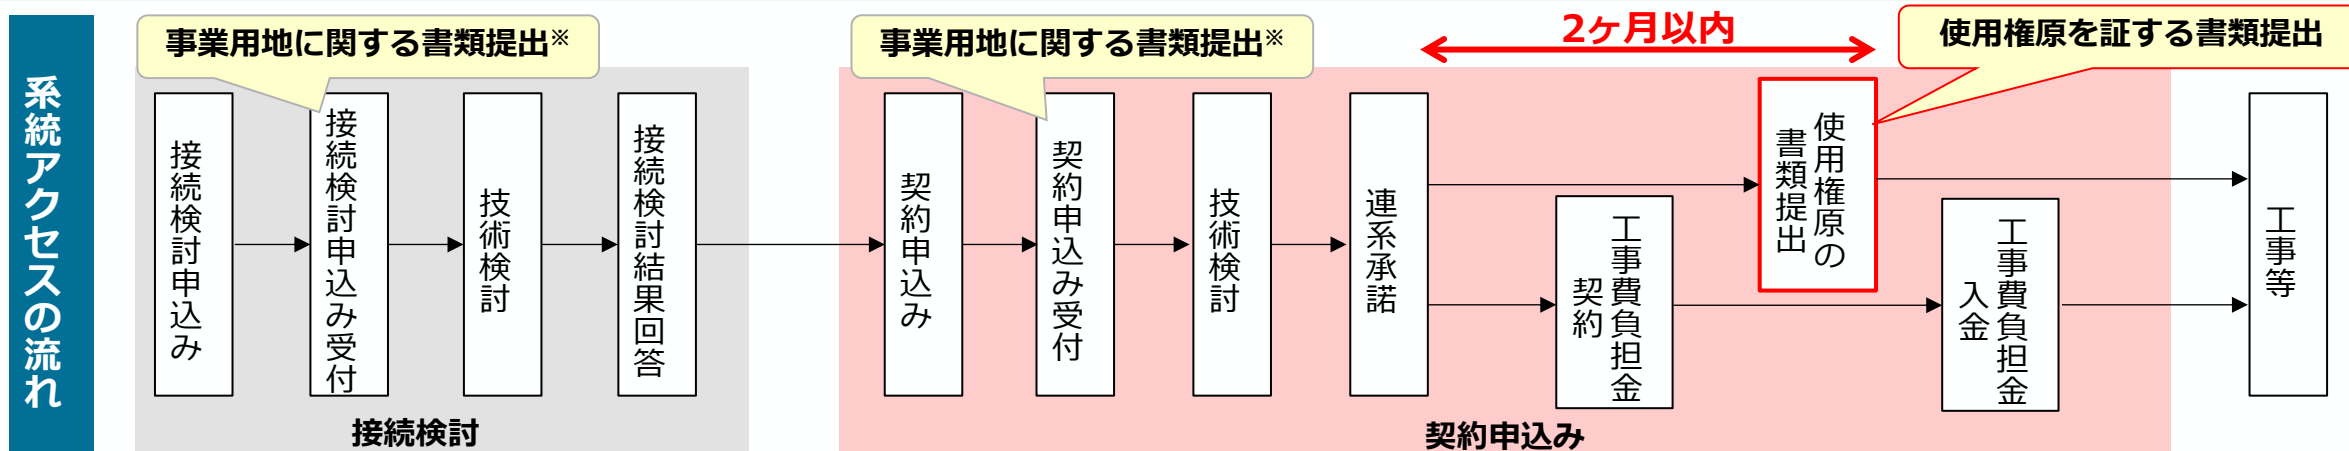 系統アクセスの流れ
事業用地に関する書類提出※
事業用地に関する書類提出※
2ヶ月以内
使用権原を証する書類提出
接続検討申込み
接続検討申込み受付
技術検討
接続検討結果回答
契約申込み
契約申込み受付
技術検討
連系承諾
工事費負担金
契約
使用権原の
書類提出
工事費負担金
入金
工事等
接続検討
契約申込み